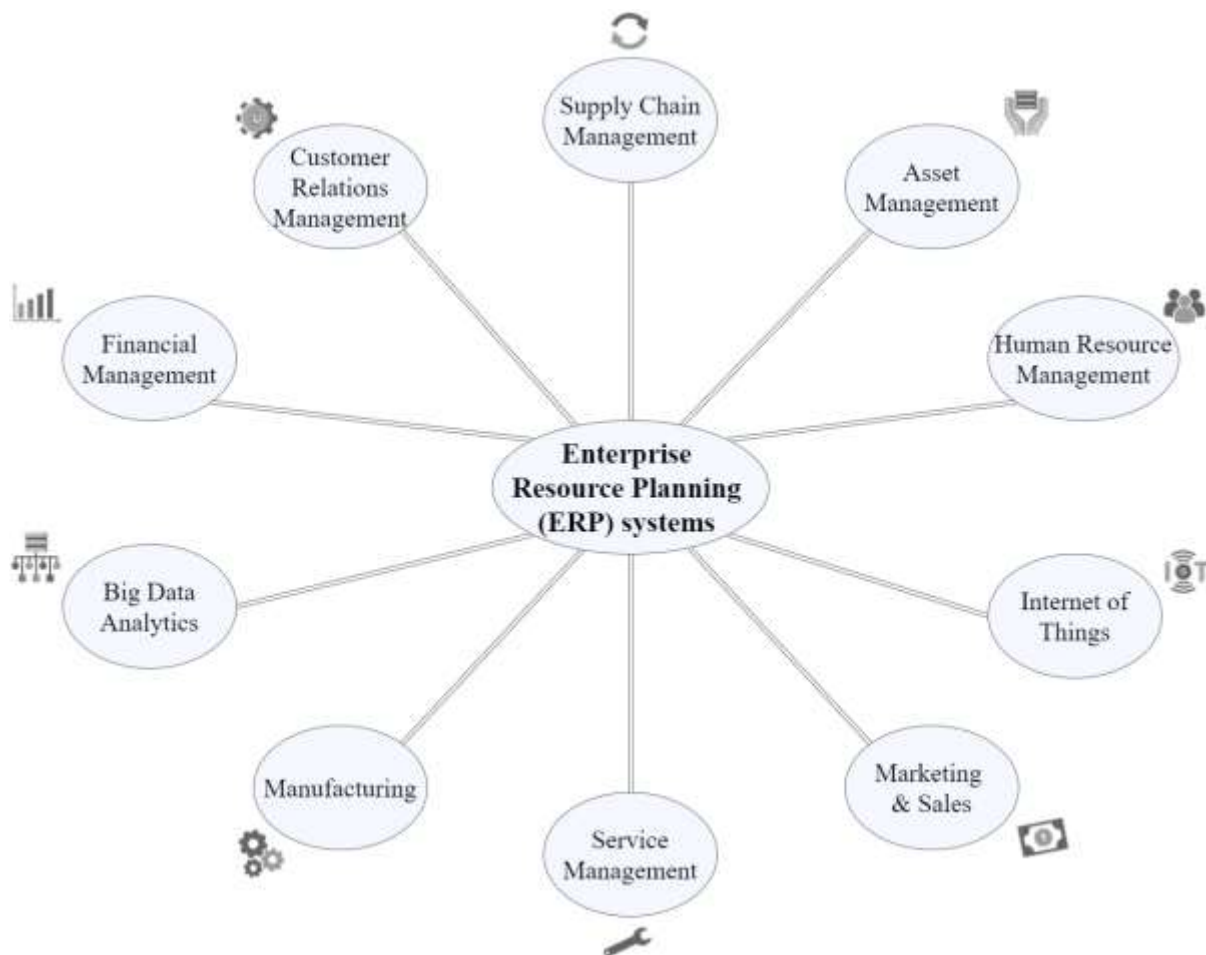 Supply Chain
Management
Asset
Management
Human Resource
Management
Internet of
Things
Marketing
& Sales
Service
Management
Manufacturing
Big Data
Analytics
Financial
Management
Customer
Relations
Management
Enterprise
Resource Planning
(ERP) systems
I T